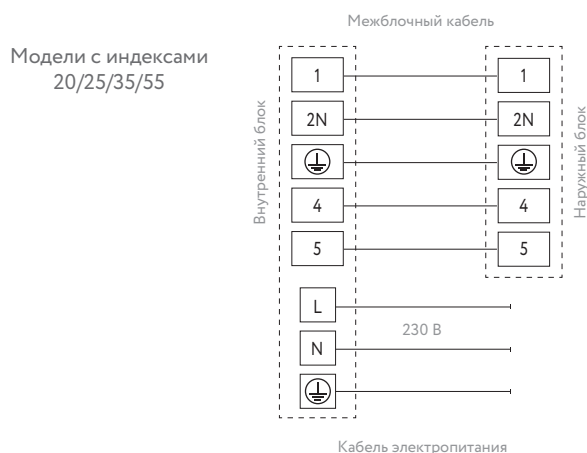 Межблочный кабель
Модели с индексами
20/25/35/55
Внутренний блок
Наружный блок
1
1
2N
2N
4
4
5
5
L
230 В
N
Кабель электропитания